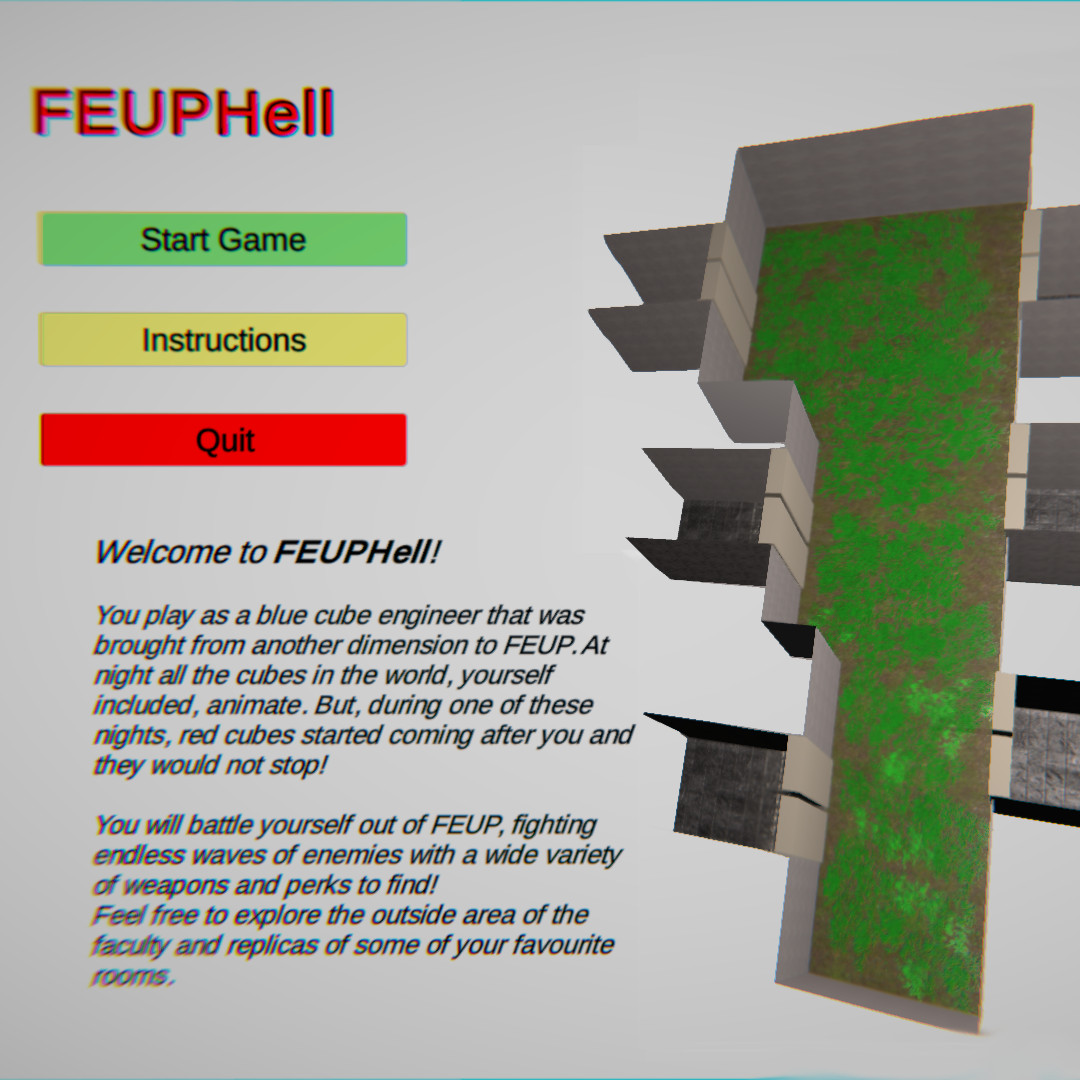 FEUPHell
Start Game
Instructions
Quit
Welcome to FEUPHell!
You play as a blue cube engineer that was
brought from another dimension to FEUP. At
night all the cubes in the world, yourself
included, animate. But, during one of these
nights, red cubes started coming after you and
they would not stop!
You will battle yourself out of FEUP, fighting
endless waves of enemies with a wide variety
of weapons and perks to find!
Feel free to explore the outside area of the
faculty and replicas of some of your favourite
rooms.